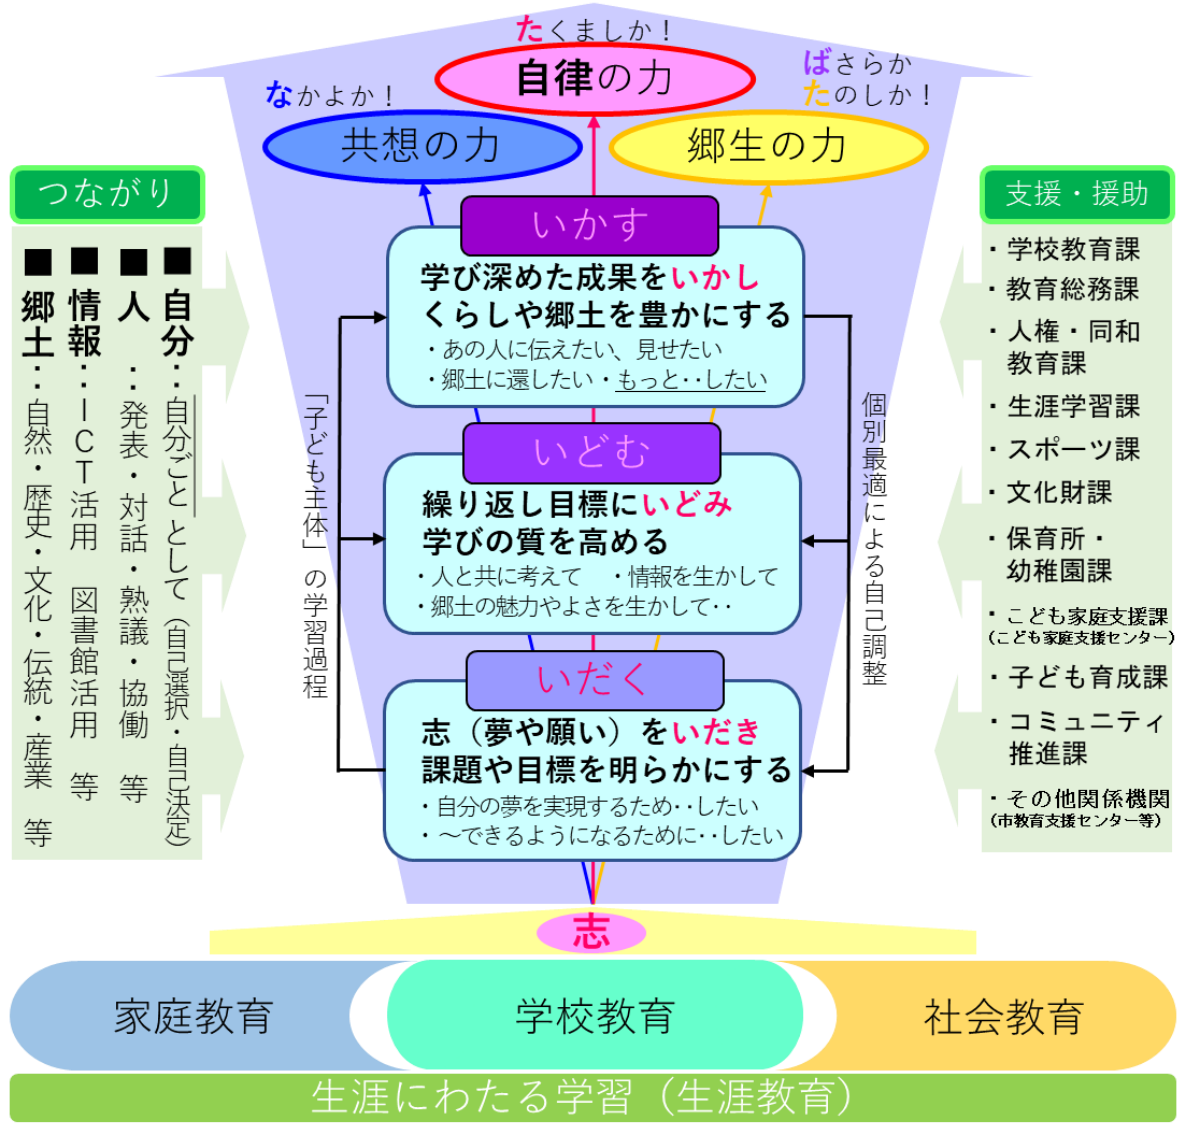 たくましか！
自律の力
なかよか！
共想の力
ばさらか
たのしか！
郷生の力
つながり
■自分‥自分ごととして（自己選択・自己決定）
■人‥発表・対話・熟議・協働　等
■情報‥ＩＣＴ活用　図書館活用　等
■郷土‥自然・歴史・文化・伝統・産業　等
いかす
学び深めた成果をいかし
くらしや郷土を豊かにする
・あの人に伝えたい、見せたい
・郷土に還したい・もっと‥したい
いどむ
繰り返し目標にいどみ
学びの質を高める
・人と共に考えて　・情報を生かして
・郷土の魅力やよさを生かして‥
いだく
志（夢や願い）をいだき
課題や目標を明らかにする
・自分の夢を実現するため‥したい
・～できるようになるために‥したい
「子ども主体」の学習過程
個別最適による自己調整
支援・援助
・学校教育課
・教育総務課
・人権・同和
教育課
・生涯学習課
・スポーツ課
・文化財課
・保育所・
幼稚園課
・こども家庭支援課
（こども家庭支援センター）
・子ども育成課
・コミュニティ
推進課
・その他関係機関
（市教育支援センター等）
志
家庭教育
学校教育
社会教育
生涯にわたる学習（生涯教育）